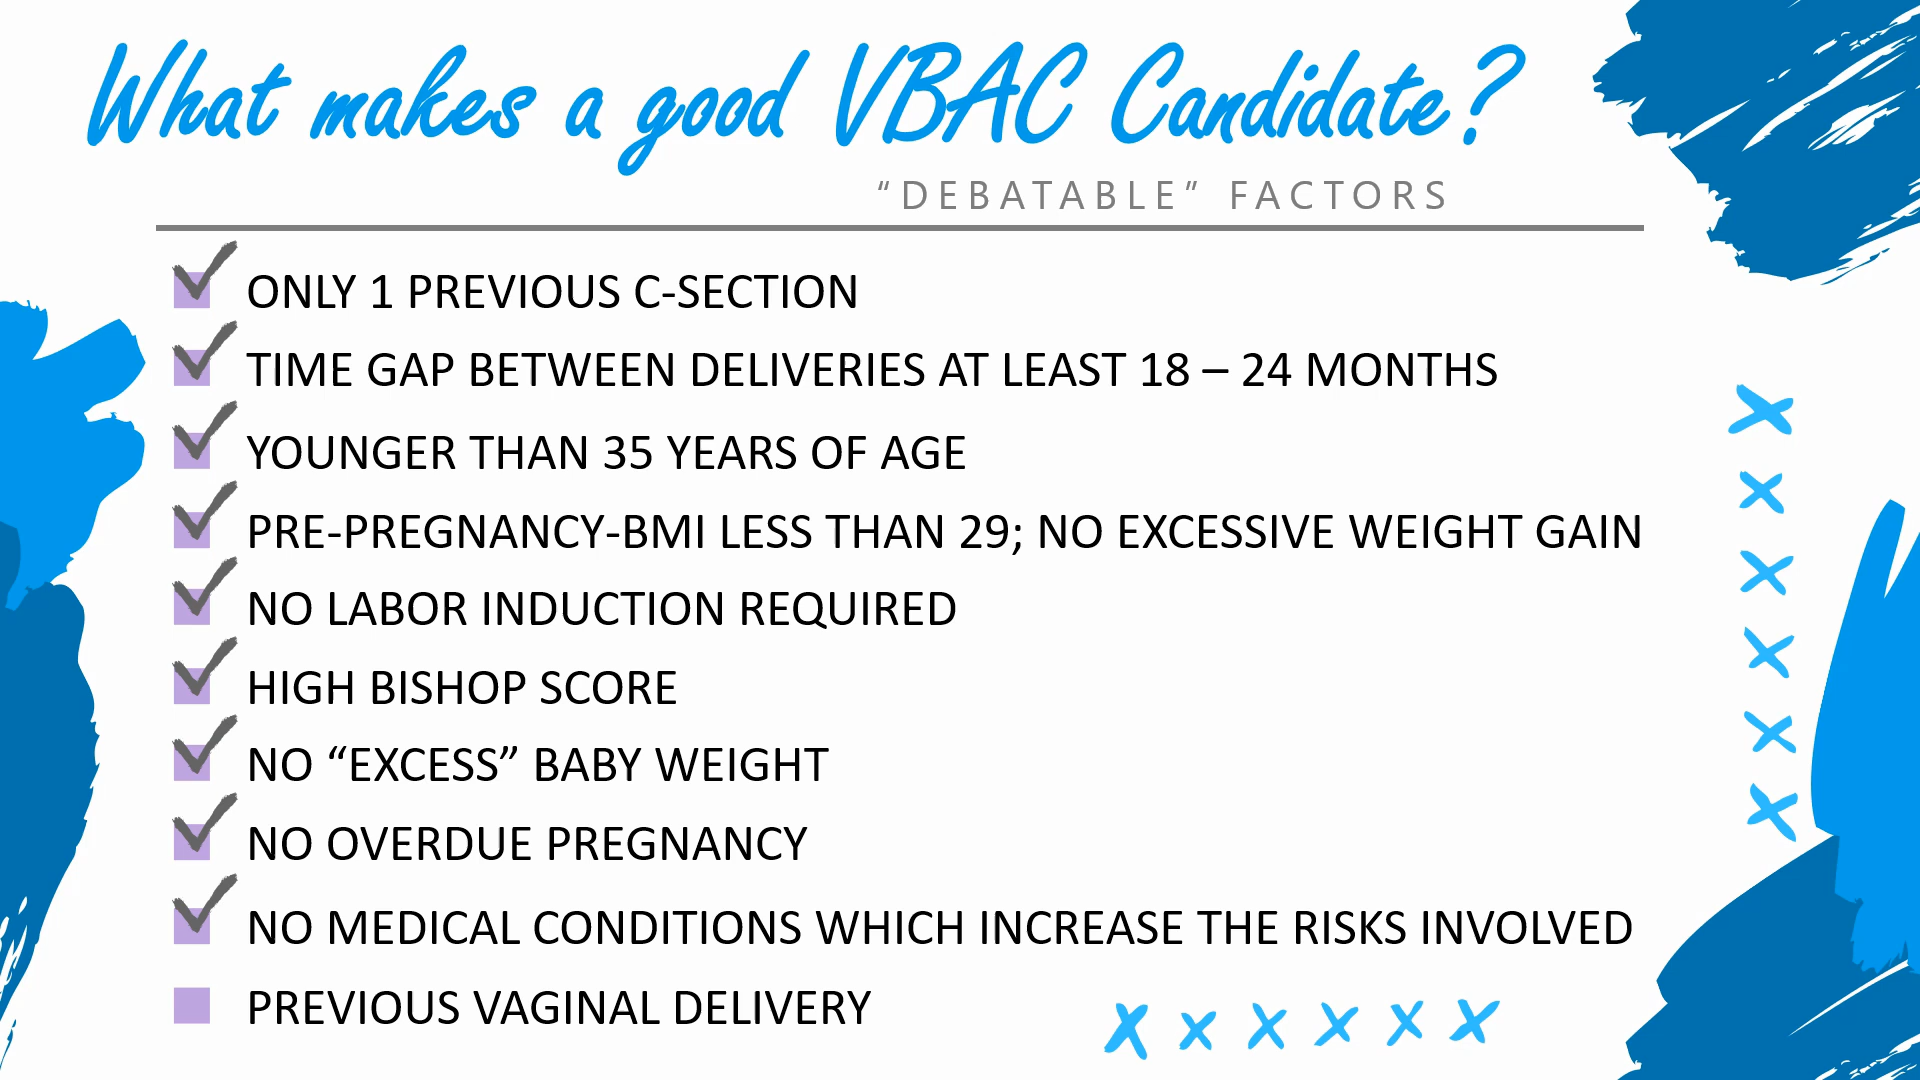 What makes a good VBAC Candidate?
“DEBATABLE” FACTORS
ONLY 1 PREVIOUS C-SECTION
TIME GAP BETWEEN DELIVERIES AT LEAST 18 – 24 MONTHS
YOUNGER THAN 35 YEARS OF AGE
PRE-PREGNANCY-BMI LESS THAN 29; NO EXCESSIVE WEIGHT GAIN
NO LABOR INDUCTION REQUIRED
HIGH BISHOP SCORE
NO “EXCESS” BABY WEIGHT
NO OVERDUE PREGNANCY
NO MEDICAL CONDITIONS WHICH INCREASE THE RISKS INVOLVED
PREVIOUS VAGINAL DELIVERY